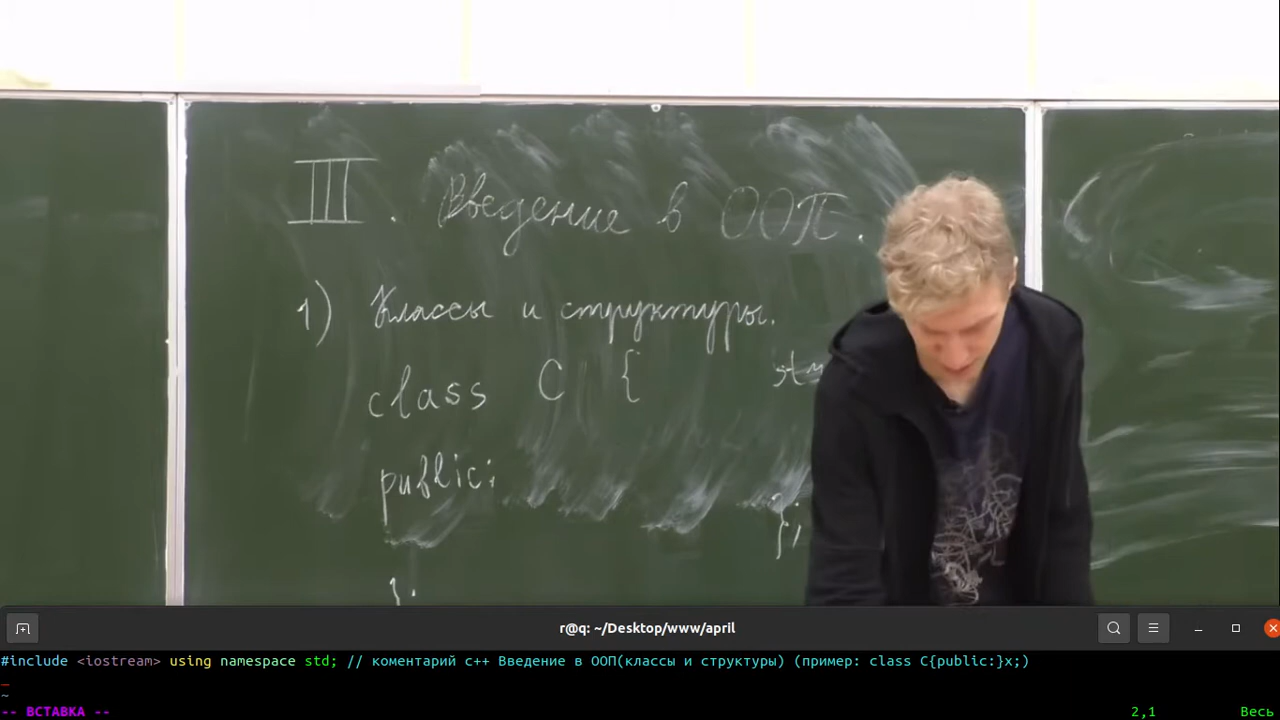 III. Введение в ООП.
1) Классы и структуры.
class C {
public:
};
r@q: ~/Desktop/www/april
#include <iostream> using namespace std; // коментарий c++ Введение в ООП(классы и структуры) (пример: class C{public:}x;)
~
-- ВСТАВКА -- 2,1 Весь